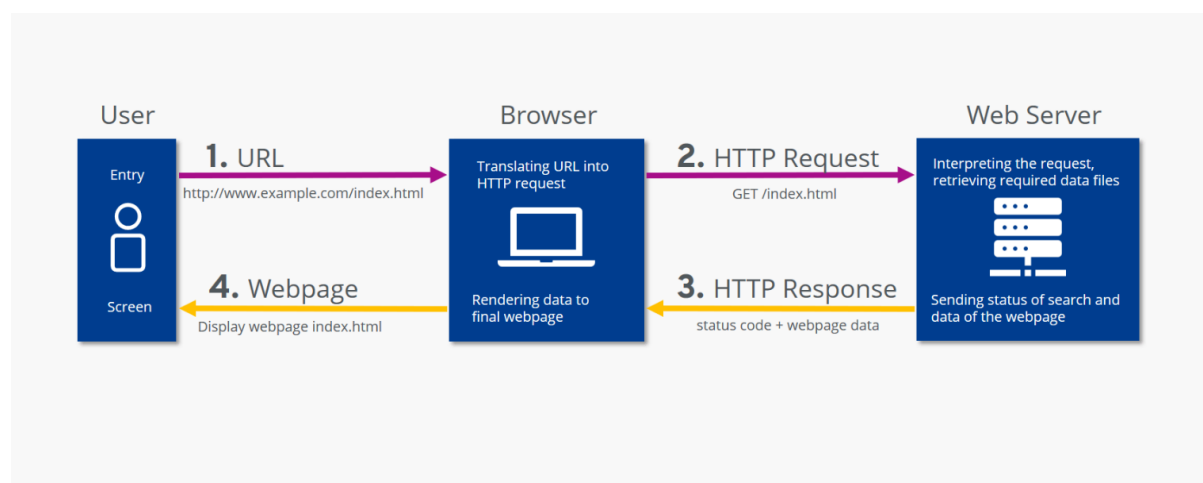 User
Browser
Web Server
Entry
1. URL
http://www.example.com/index.html
Translating URL into
HTTP request
2. HTTP Request
GET /index.html
Interpreting the request,
retrieving required data files
Screen
4. Webpage
Display webpage index.html
Rendering data to
final webpage
3. HTTP Response
status code + webpage data
Sending status of search and
data of the webpage